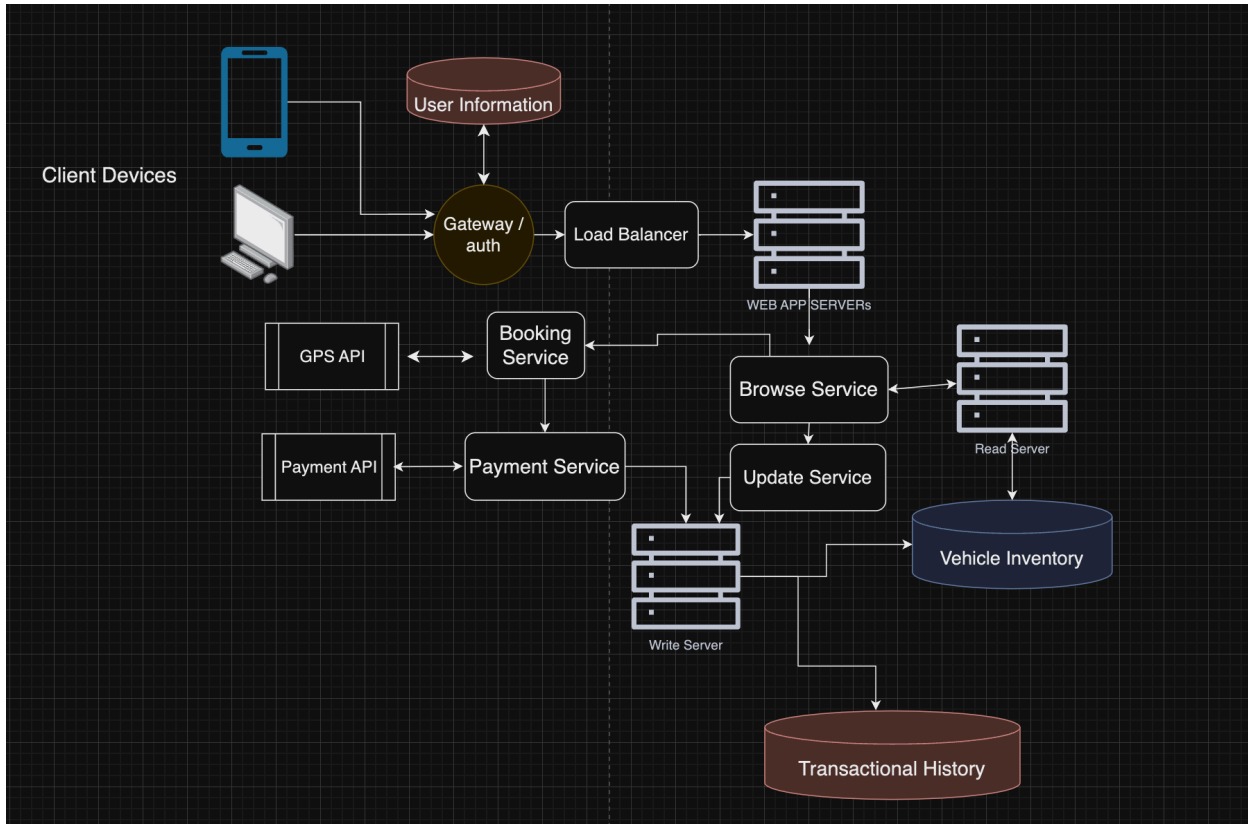 User Information
Client Devices
Gateway /
auth
Load Balancer
WEB APP SERVERs
Booking
Service
GPS API
Browse Service
Read Server
Payment API
Payment Service
Update Service
Vehicle Inventory
Write Server
Transactional History